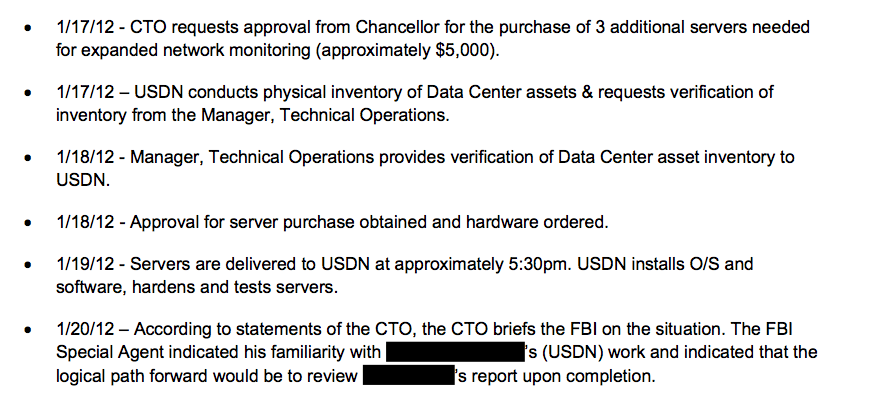 • 1/17/12 - CTO requests approval from Chancellor for the purchase of 3 additional servers needed
for expanded network monitoring (approximately $5,000).
• 1/17/12 – USDN conducts physical inventory of Data Center assets & requests verification of
inventory from the Manager, Technical Operations.
• 1/18/12 - Manager, Technical Operations provides verification of Data Center asset inventory to
USDN.
• 1/18/12 - Approval for server purchase obtained and hardware ordered.
• 1/19/12 - Servers are delivered to USDN at approximately 5:30pm. USDN installs O/S and
software, hardens and tests servers.
• 1/20/12 – According to statements of the CTO, the CTO briefs the FBI on the situation. The FBI
Special Agent indicated his familiarity with 's (USDN) work and indicated that the
logical path forward would be to review 's report upon completion.